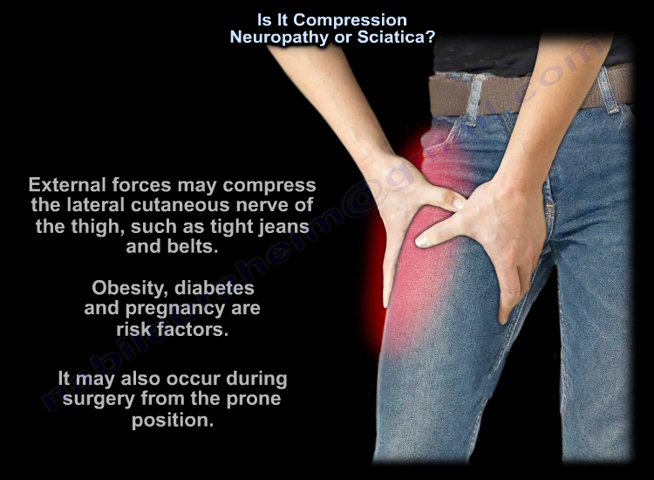 Is It Compression
Neuropathy or Sciatica?
External forces may compress
the lateral cutaneous nerve of
the thigh, such as tight jeans
and belts.
Obesity, diabetes
and pregnancy are
risk factors.
It may also occur during
surgery from the prone
position.